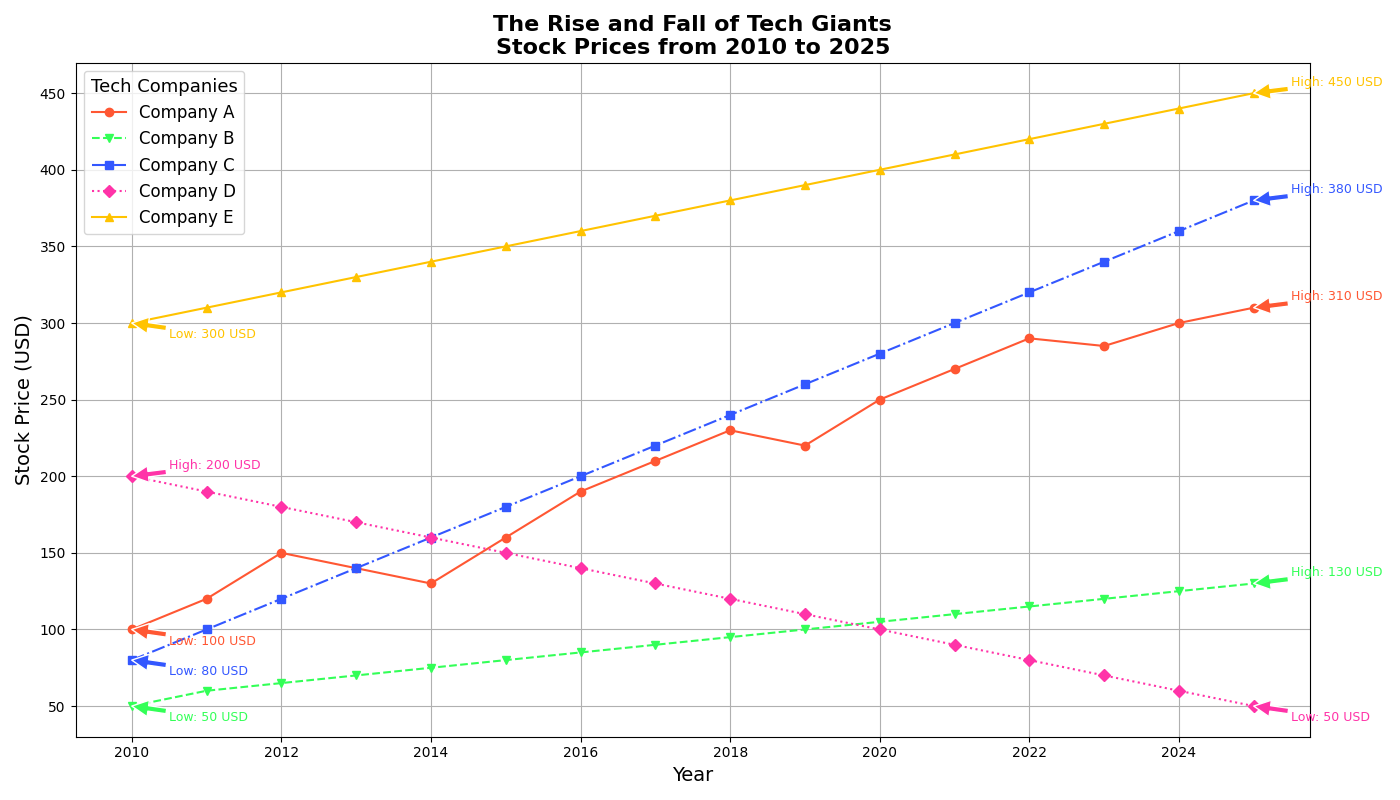 The Rise and Fall of Tech Giants
Stock Prices from 2010 to 2025
Tech Companies
Company A
Company B
Company C
Company D
Company E
Stock Price (USD)
450
400
350
300
250
200
150
100
50
High: 450 USD
High: 380 USD
High: 310 USD
Low: 300 USD
High: 200 USD
High: 130 USD
Low: 100 USD
Low: 80 USD
Low: 50 USD
Low: 50 USD
2010
2012
2014
2016
2018
2020
2022
2024
Year